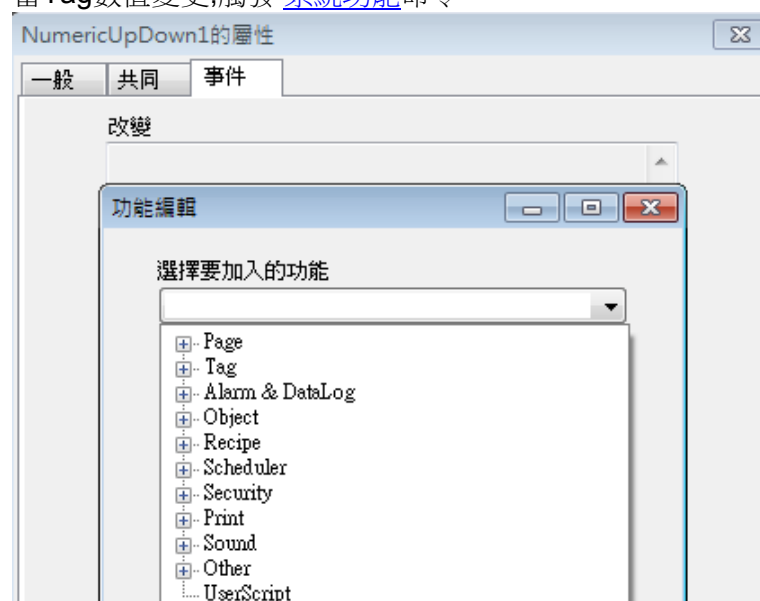 當Tag數值變更,觸發 系統功能命令
NumericUpDown1的屬性
一般 共同 事件
改變
功能編輯
選擇要加入的功能
Page
Tag
Alarm & DataLog
Object
Recipe
Scheduler
Security
Print
Sound
Other
UserScript